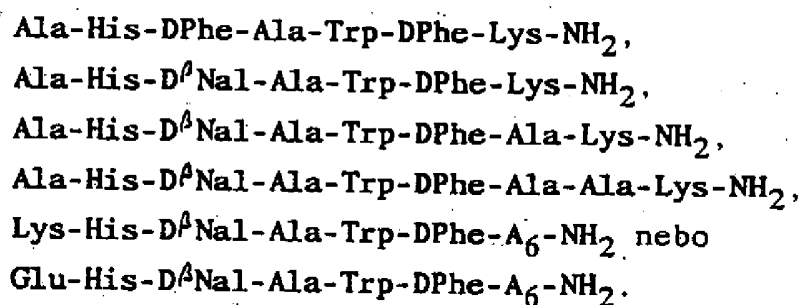 Ala-His-DPhe-Ala-Trp-DPhe-Lys-NH₂,
Ala-His-DᵝNal-Ala-Trp-DPhe-Lys-NH₂,
Ala-His-DᵝNal-Ala-Trp-DPhe-Ala-Lys-NH₂,
Ala-His-DᵝNal-Ala-Trp-DPhe-Ala-Ala-Lys-NH₂,
Lys-His-DᵝNal-Ala-Trp-DPhe-A₆-NH₂ nebo
Glu-His-DᵝNal-Ala-Trp-DPhe-A₆-NH₂.